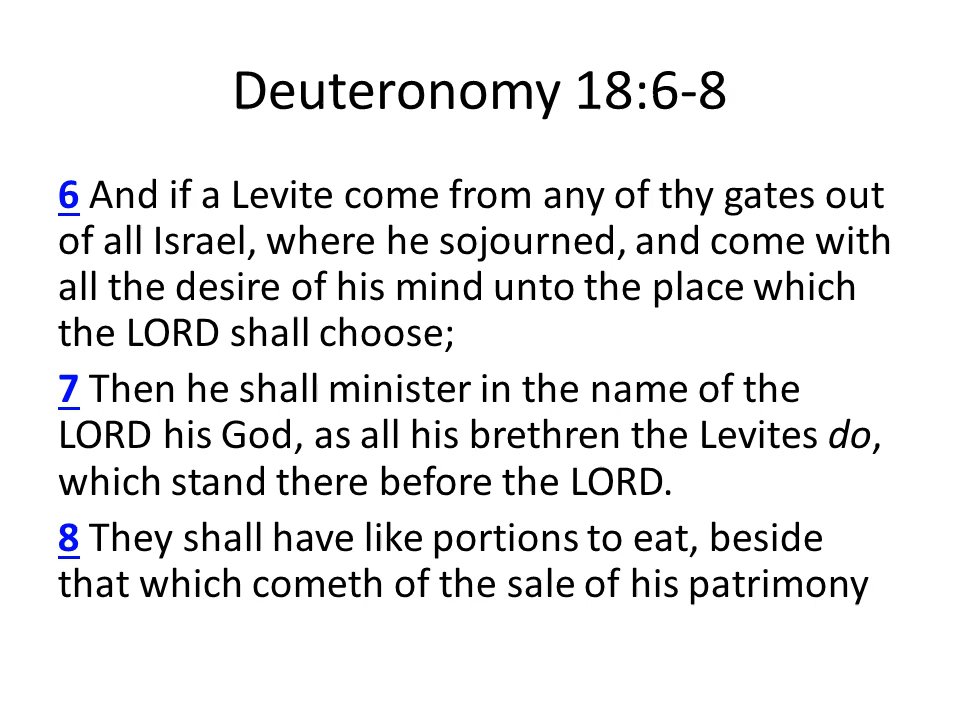 Deuteronomy 18:6-8
6 And if a Levite come from any of thy gates out
of all Israel, where he sojourned, and come with
all the desire of his mind unto the place which
the LORD shall choose;
7 Then he shall minister in the name of the
LORD his God, as all his brethren the Levites do,
which stand there before the LORD.
8 They shall have like portions to eat, beside
that which cometh of the sale of his patrimony